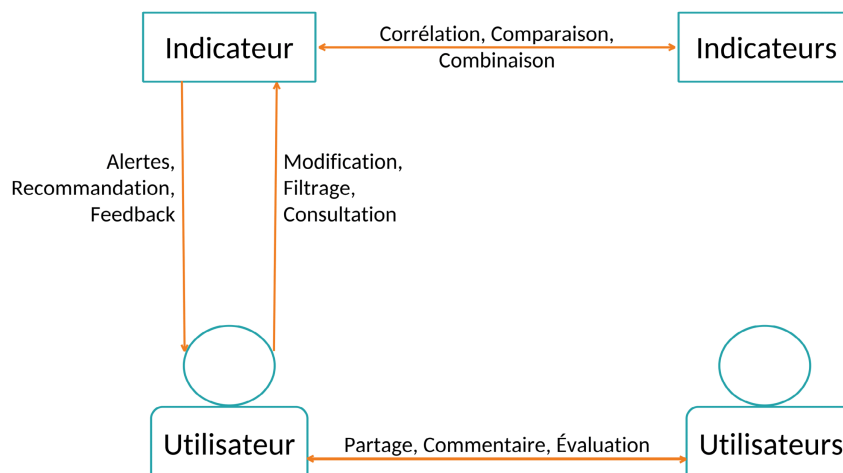 Indicateur
Corrélation, Comparaison,
Combinaison
Indicateurs
Alertes,
Recommandation,
Feedback
Modification,
Filtrage,
Consultation
Utilisateur
Partage, Commentaire, Évaluation
Utilisateurs